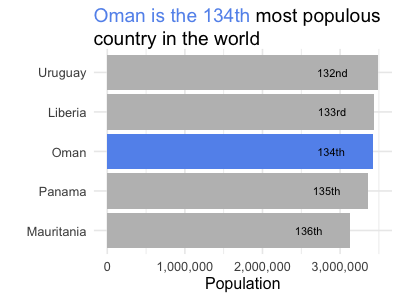 Oman is the 134th most populous
country in the world
Uruguay 132nd
Liberia 133rd
Oman 134th
Panama 135th
Mauritania 136th
0 1,000,000 2,000,000 3,000,000
Population